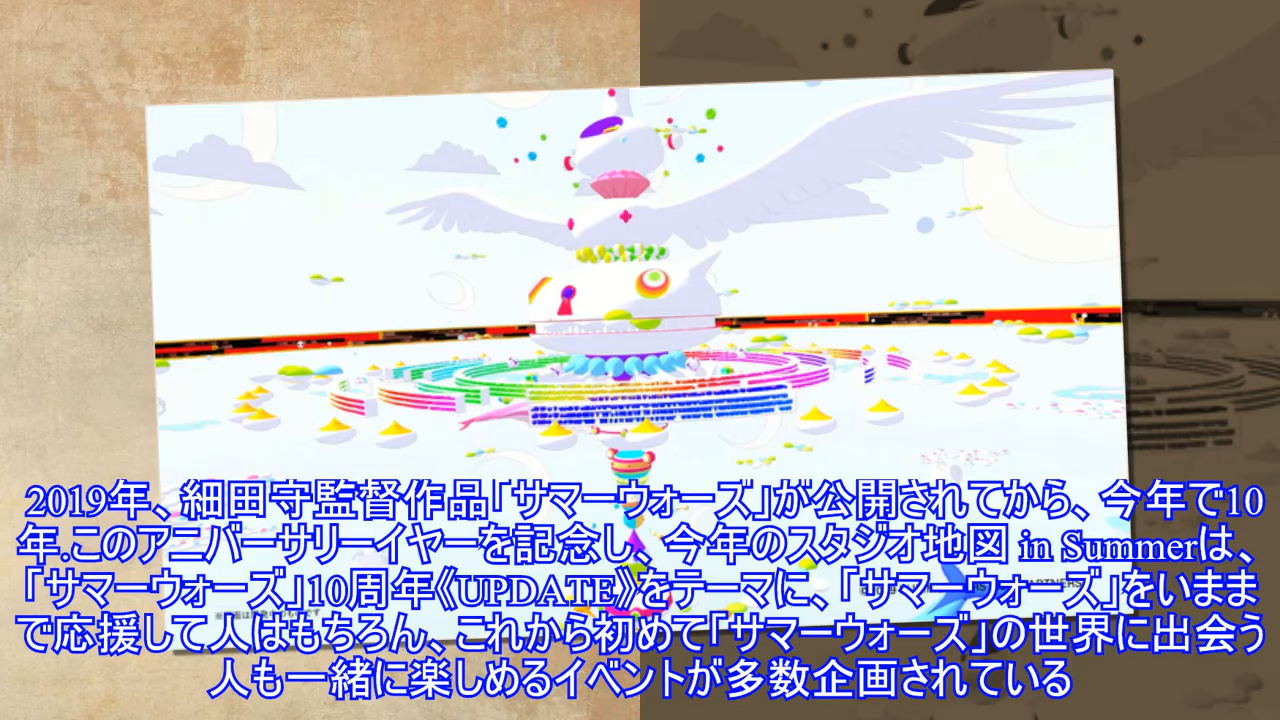 2019年、細田守監督作品「サマーウォーズ」が公開されてから、今年で10
年.このアニバーサリーイヤーを記念し、今年のスタジオ地図 in Summerは、
「サマーウォーズ」10周年《UPDATE》をテーマに、「サマーウォーズ」をいままで応援して人はもちろん、これから初めて「サマーウォーズ」の世界に出会う
人も一緒に楽しめるイベントが多数企画されている